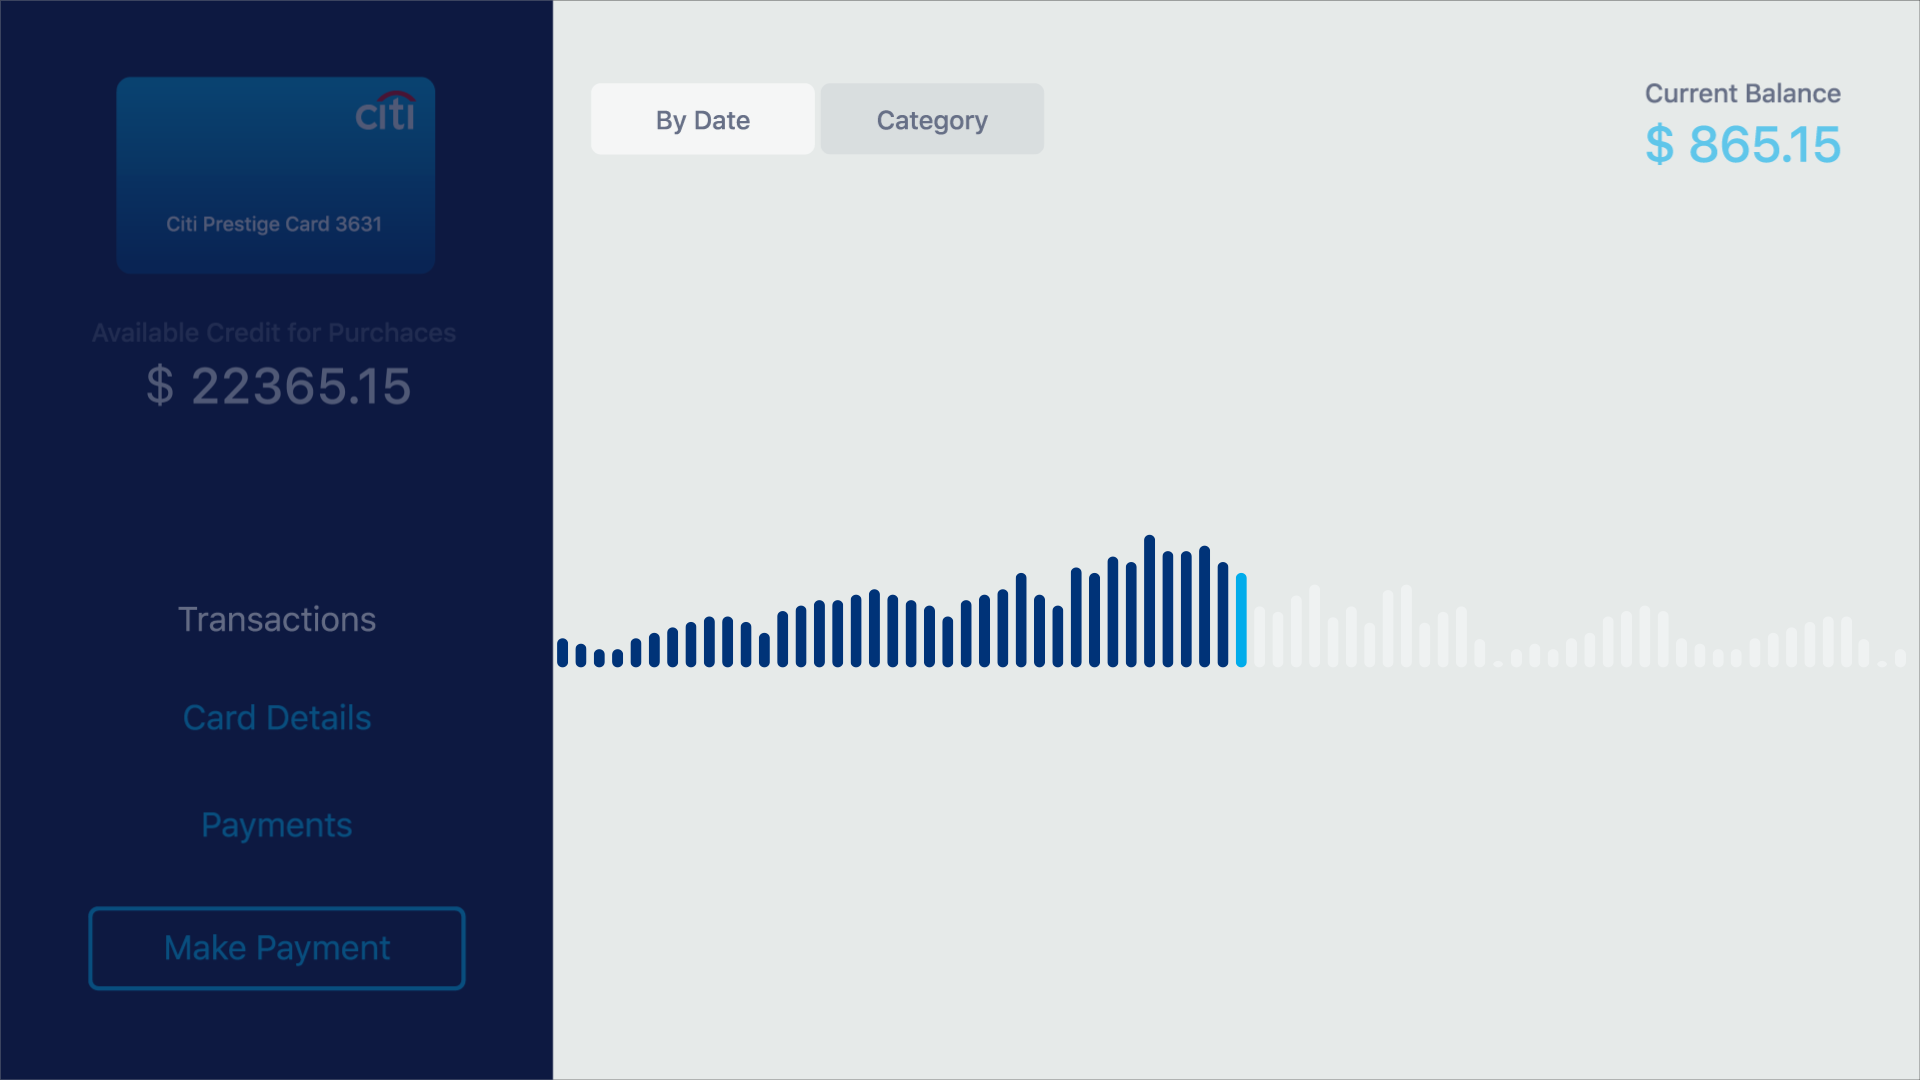 citi
Citi Prestige Card 3631
Available Credit for Purchaces
$ 22365.15
Transactions
Card Details
Payments
Make Payment
By Date
Category
Current Balance
$ 865.15